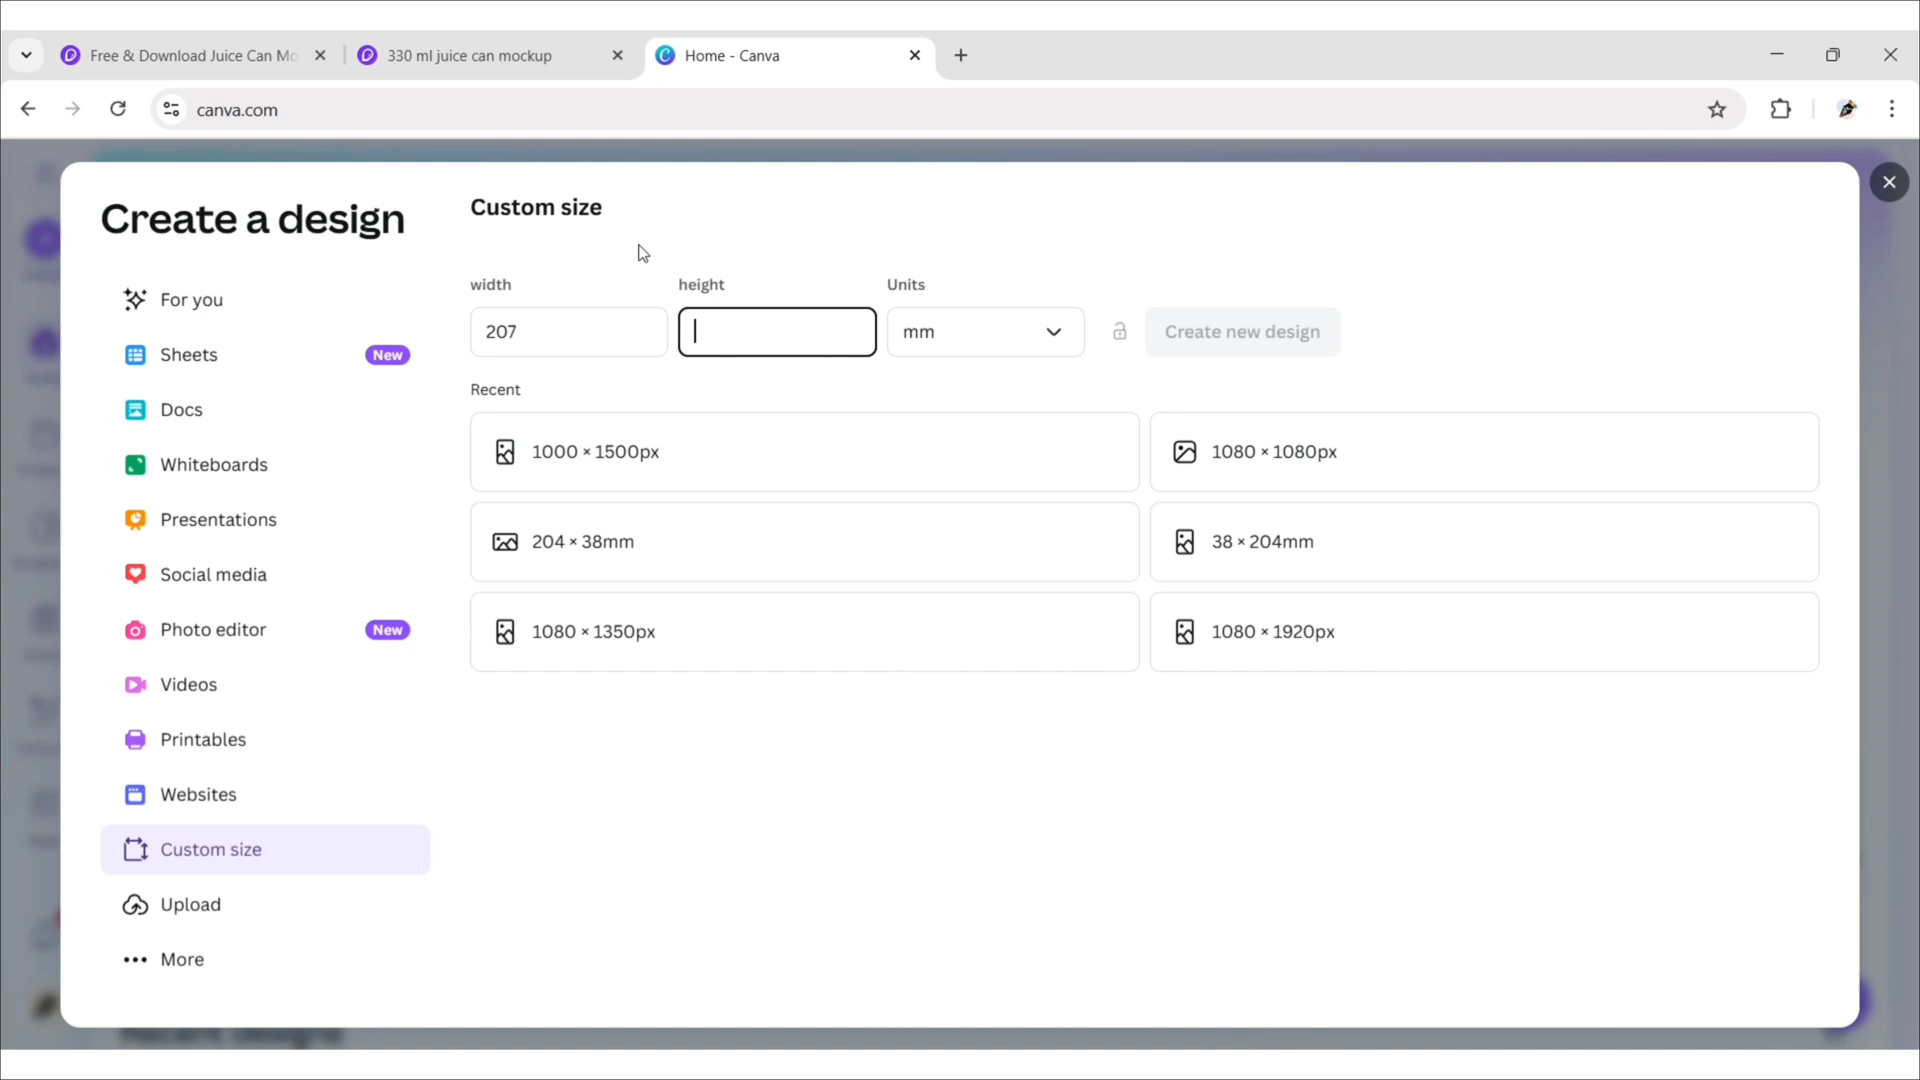 Free & Download Juice Can Mo
330 ml juice can mockup
Home - Canva
canva.com
Create a design
For you
Sheets New
Docs
Whiteboards
Presentations
Social media
Photo editor New
Videos
Printables
Websites
Custom size
Upload
More
Custom size
width height Units
207 mm Create new design
Recent
1000 × 1500px 1080 × 1080px
204 × 38mm 38 × 204mm
1080 × 1350px 1080 × 1920px
Recent designs